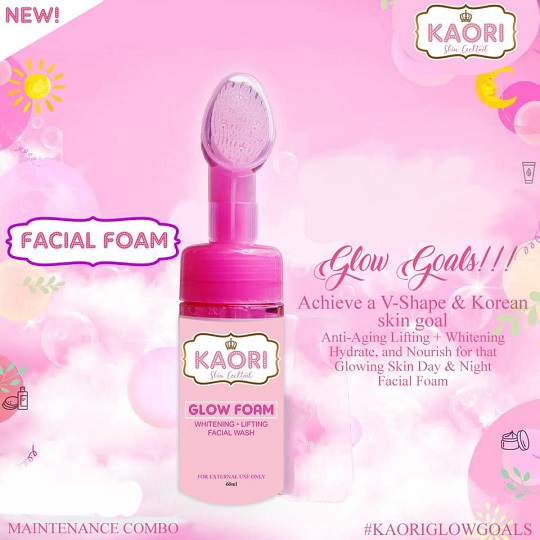 NEW!
KAORI
Skin Cocktail
FACIAL FOAM
Glow Goals!!!
Achieve a V-Shape & Korean
skin goal
Anti-Aging Lifting + Whitening
Hydrate, and Nourish for that
Glowing Skin Day & Night
Facial Foam
KAORI
Skin Cocktail
GLOW FOAM
WHITENING • LIFTING
FACIAL WASH
FOR EXTERNAL USE ONLY
60ml
MAINTENANCE COMBO
#KAORIGLOWGOALS